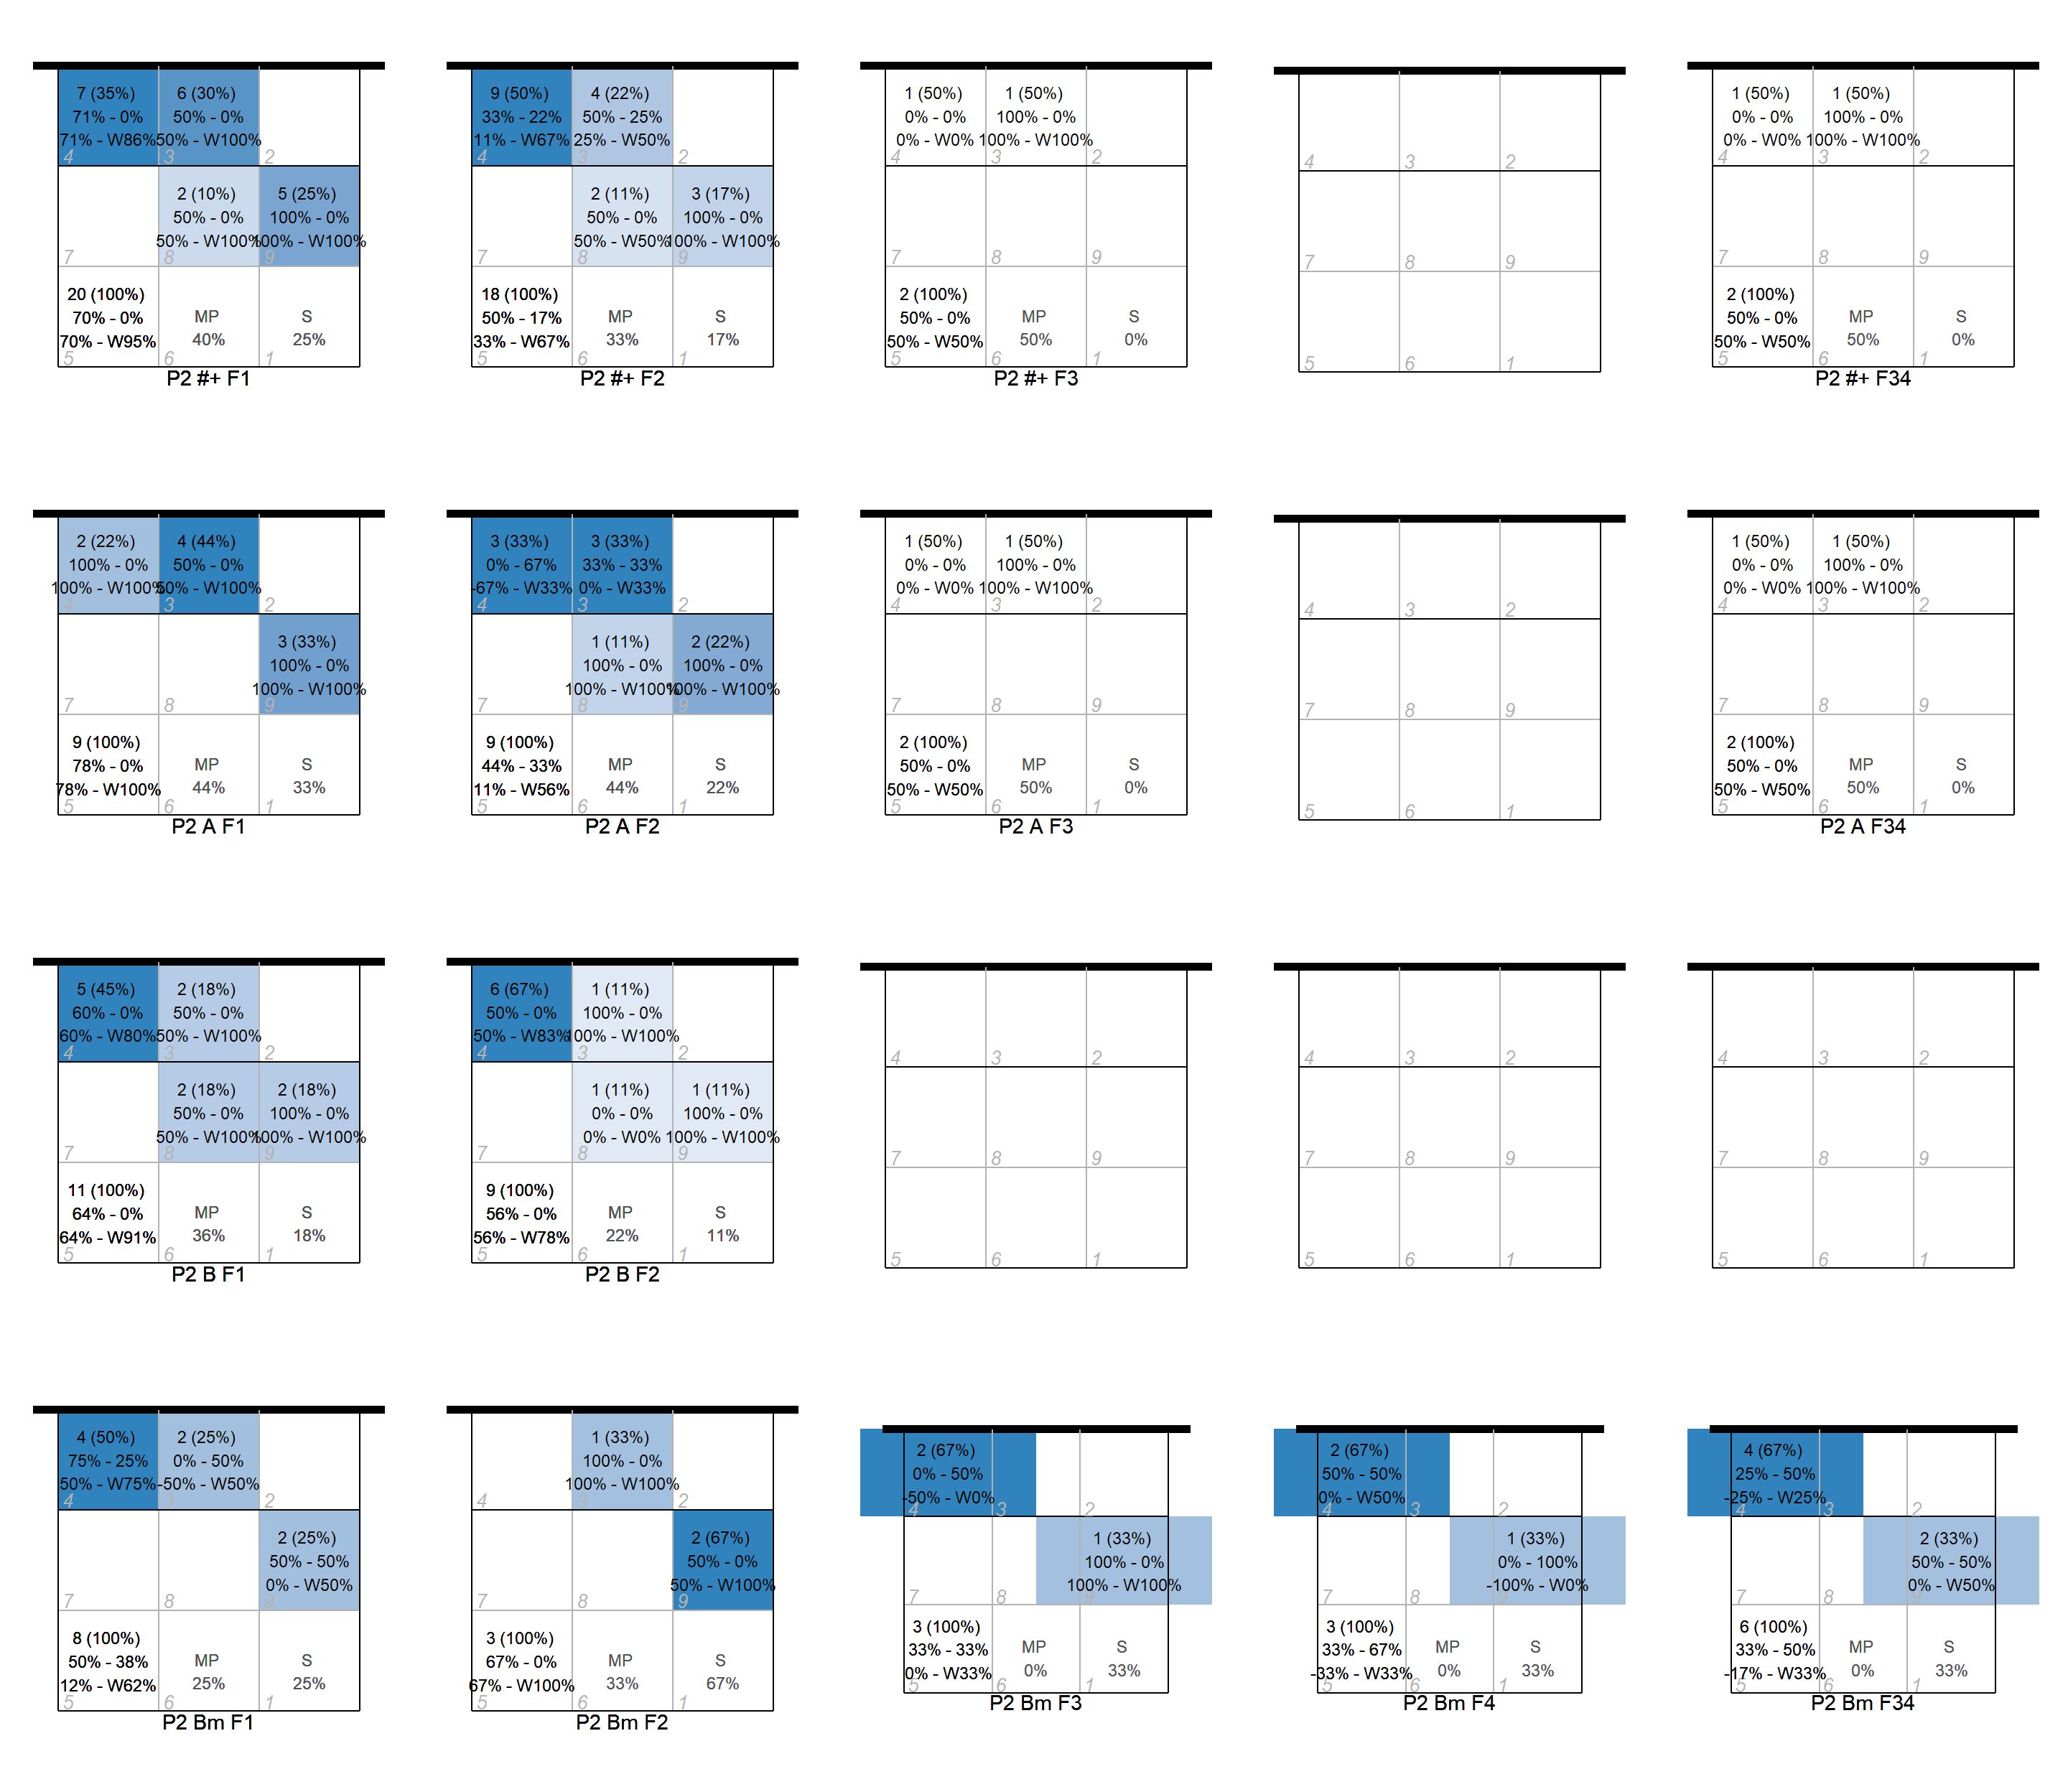 7 (35%) 6 (30%)
71% - 0% 50% - 0%
71% - W86% 50% - W100%
4 3 2
2 (10%) 5 (25%)
50% - 0% 100% - 0%
50% - W100% 100% - W100%
7 8 9
20 (100%)
70% - 0% MP S
70% - W95% 40% 25%
5 6 1
P2 #+ F1
9 (50%) 4 (22%)
33% - 22% 50% - 25%
11% - W67% 25% - W50%
4 3 2
2 (11%) 3 (17%)
50% - 0% 100% - 0%
50% - W50% 100% - W100%
7 8 9
18 (100%)
50% - 17% MP S
33% - W67% 33% 17%
5 6 1
P2 #+ F2
1 (50%) 1 (50%)
0% - 0% 100% - 0%
0% - W0% 100% - W100%
4 3 2
7 8 9
2 (100%)
50% - 0% MP S
50% - W50% 50% 0%
5 6 1
P2 #+ F3
4 3 2
7 8 9
5 6 1
1 (50%) 1 (50%)
0% - 0% 100% - 0%
0% - W0% 100% - W100%
4 3 2
7 8 9
2 (100%)
50% - 0% MP S
50% - W50% 50% 0%
5 6 1
P2 #+ F34
2 (22%) 4 (44%)
100% - 0% 50% - 0%
100% - W100% 50% - W100%
4 3 2
3 (33%)
100% - 0%
100% - W100%
7 8 9
9 (100%)
78% - 0% MP S
78% - W100% 44% 33%
5 6 1
P2 A F1
3 (33%) 3 (33%)
0% - 67% 33% - 33%
-67% - W33% 0% - W33%
4 3 2
1 (11%) 2 (22%)
100% - 0% 100% - 0%
100% - W100% 100% - W100%
7 8 9
9 (100%)
44% - 33% MP S
11% - W56% 44% 22%
5 6 1
P2 A F2
1 (50%) 1 (50%)
0% - 0% 100% - 0%
0% - W0% 100% - W100%
4 3 2
7 8 9
2 (100%)
50% - 0% MP S
50% - W50% 50% 0%
5 6 1
P2 A F3
4 3 2
7 8 9
5 6 1
1 (50%) 1 (50%)
0% - 0% 100% - 0%
0% - W0% 100% - W100%
4 3 2
7 8 9
2 (100%)
50% - 0% MP S
50% - W50% 50% 0%
5 6 1
P2 A F34
5 (45%) 2 (18%)
60% - 0% 50% - 0%
60% - W80% 50% - W100%
4 3 2
2 (18%) 2 (18%)
50% - 0% 100% - 0%
50% - W100% 100% - W100%
7 8 9
11 (100%)
64% - 0% MP S
64% - W91% 36% 18%
5 6 1
P2 B F1
6 (67%) 1 (11%)
50% - 0% 100% - 0%
50% - W83% 100% - W100%
4 3 2
1 (11%) 1 (11%)
0% - 0% 100% - 0%
0% - W0% 100% - W100%
7 8 9
9 (100%)
56% - 0% MP S
56% - W78% 22% 11%
5 6 1
P2 B F2
4 3 2
7 8 9
5 6 1
4 3 2
7 8 9
5 6 1
4 3 2
7 8 9
5 6 1
4 (50%) 2 (25%)
75% - 25% 0% - 50%
50% - W75% -50% - W50%
4 3 2
2 (25%)
50% - 50%
0% - W50%
7 8 9
8 (100%)
50% - 38% MP S
12% - W62% 25% 25%
5 6 1
P2 Bm F1
1 (33%)
100% - 0%
100% - W100%
4 3 2
2 (67%)
50% - 0%
50% - W100%
7 8 9
3 (100%)
67% - 0% MP S
67% - W100% 33% 67%
5 6 1
P2 Bm F2
2 (67%)
0% - 50%
-50% - W0%
4 3 2
1 (33%)
100% - 0%
100% - W100%
7 8 9
3 (100%)
33% - 33% MP S
0% - W33% 0% 33%
5 6 1
P2 Bm F3
2 (67%)
50% - 50%
0% - W50%
4 3 2
1 (33%)
0% - 100%
-100% - W0%
7 8 9
3 (100%)
33% - 67% MP S
-33% - W33% 0% 33%
5 6 1
P2 Bm F4
4 (67%)
25% - 50%
-25% - W25%
4 3 2
2 (33%)
50% - 50%
0% - W50%
7 8 9
6 (100%)
33% - 50% MP S
-17% - W33% 0% 33%
5 6 1
P2 Bm F34